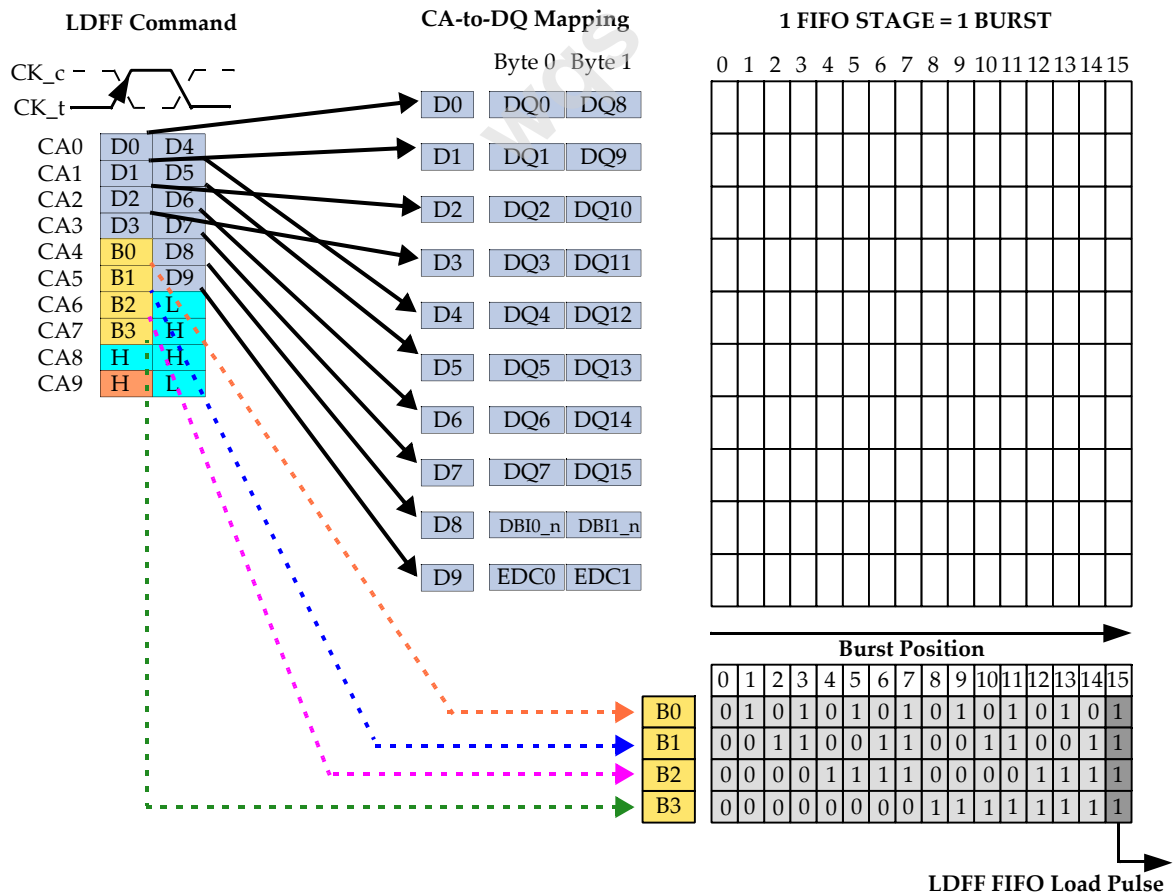 LDFF Command CA-to-DQ Mapping 1 FIFO STAGE = 1 BURST
Byte 0 Byte 1
0 1 2 3 4 5 6 7 8 9 10 11 12 13 14 15
CK_c
CK_t
CA0 D0 D4
CA1 D1 D5
CA2 D2 D6
CA3 D3 D7
CA4 B0 D8
CA5 B1 D9
CA6 B2 L
CA7 B3 H
CA8 H H
CA9 H L
D0 DQ0 DQ8
D1 DQ1 DQ9
D2 DQ2 DQ10
D3 DQ3 DQ11
D4 DQ4 DQ12
D5 DQ5 DQ13
D6 DQ6 DQ14
D7 DQ7 DQ15
D8 DBI0_n DBI1_n
D9 EDC0 EDC1
Burst Position
0 1 2 3 4 5 6 7 8 9 10 11 12 13 14 15
B0 0 1 0 1 0 1 0 1 0 1 0 1 0 1 0 1
B1 0 0 1 1 0 0 1 1 0 0 1 1 0 0 1 1
B2 0 0 0 0 1 1 1 1 0 0 0 0 1 1 1 1
B3 0 0 0 0 0 0 0 0 1 1 1 1 1 1 1 1
LDFF FIFO Load Pulse